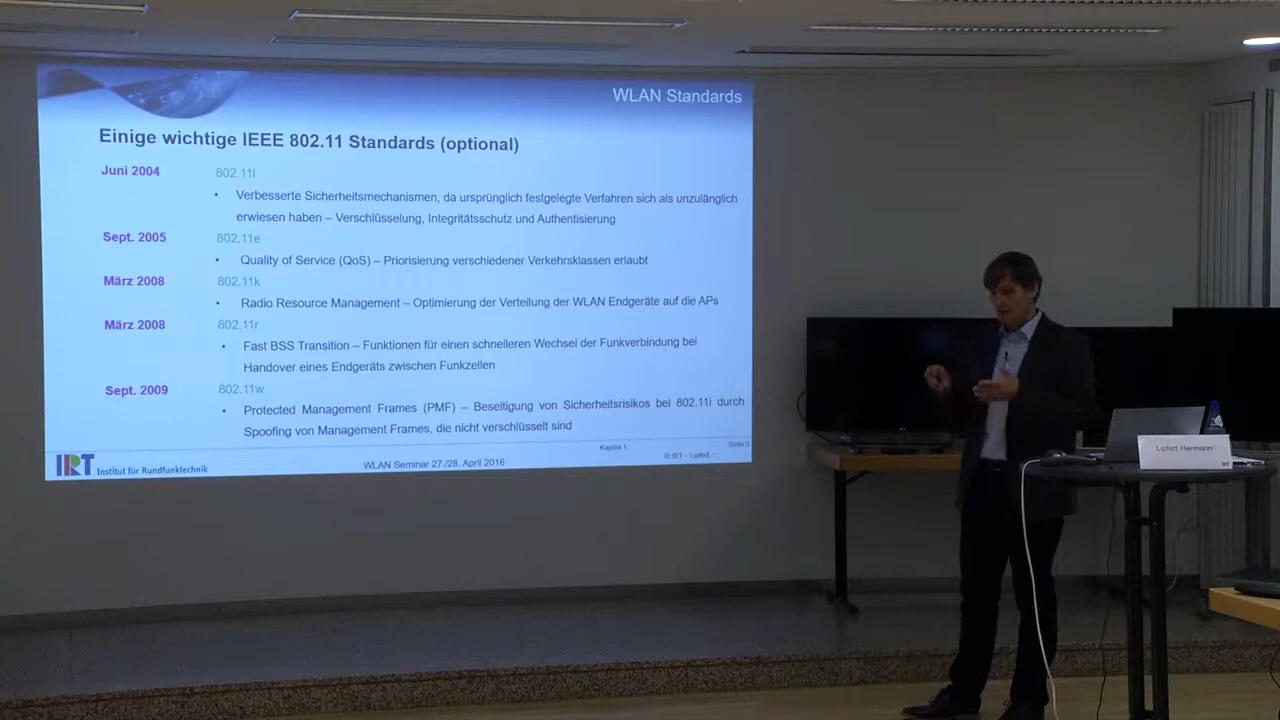 WLAN Standards
Einige wichtige IEEE 802.11 Standards (optional)
Juni 2004 802.11i
• Verbesserte Sicherheitsmechanismen, da ursprünglich festgelegte Verfahren sich als unzulänglich
erwiesen haben – Verschlüsselung, Integritätsschutz und Authentisierung
Sept. 2005 802.11e
• Quality of Service (QoS) – Priorisierung verschiedener Verkehrsklassen erlaubt
März 2008 802.11k
• Radio Resource Management – Optimierung der Verteilung der WLAN Endgeräte auf die APs
März 2008 802.11r
• Fast BSS Transition – Funktionen für einen schnelleren Wechsel der Funkverbindung bei
Handover eines Endgeräts zwischen Funkzellen
Sept. 2009 802.11w
• Protected Management Frames (PMF) – Beseitigung von Sicherheitsrisikos bei 802.11i durch
Spoofing von Management Frames, die nicht verschlüsselt sind
IRT Institut für Rundfunktechnik
WLAN Seminar 27./28. April 2016
Kapitel 1
Seite 5
© IRT – Lipfert
Lipfert Hermann